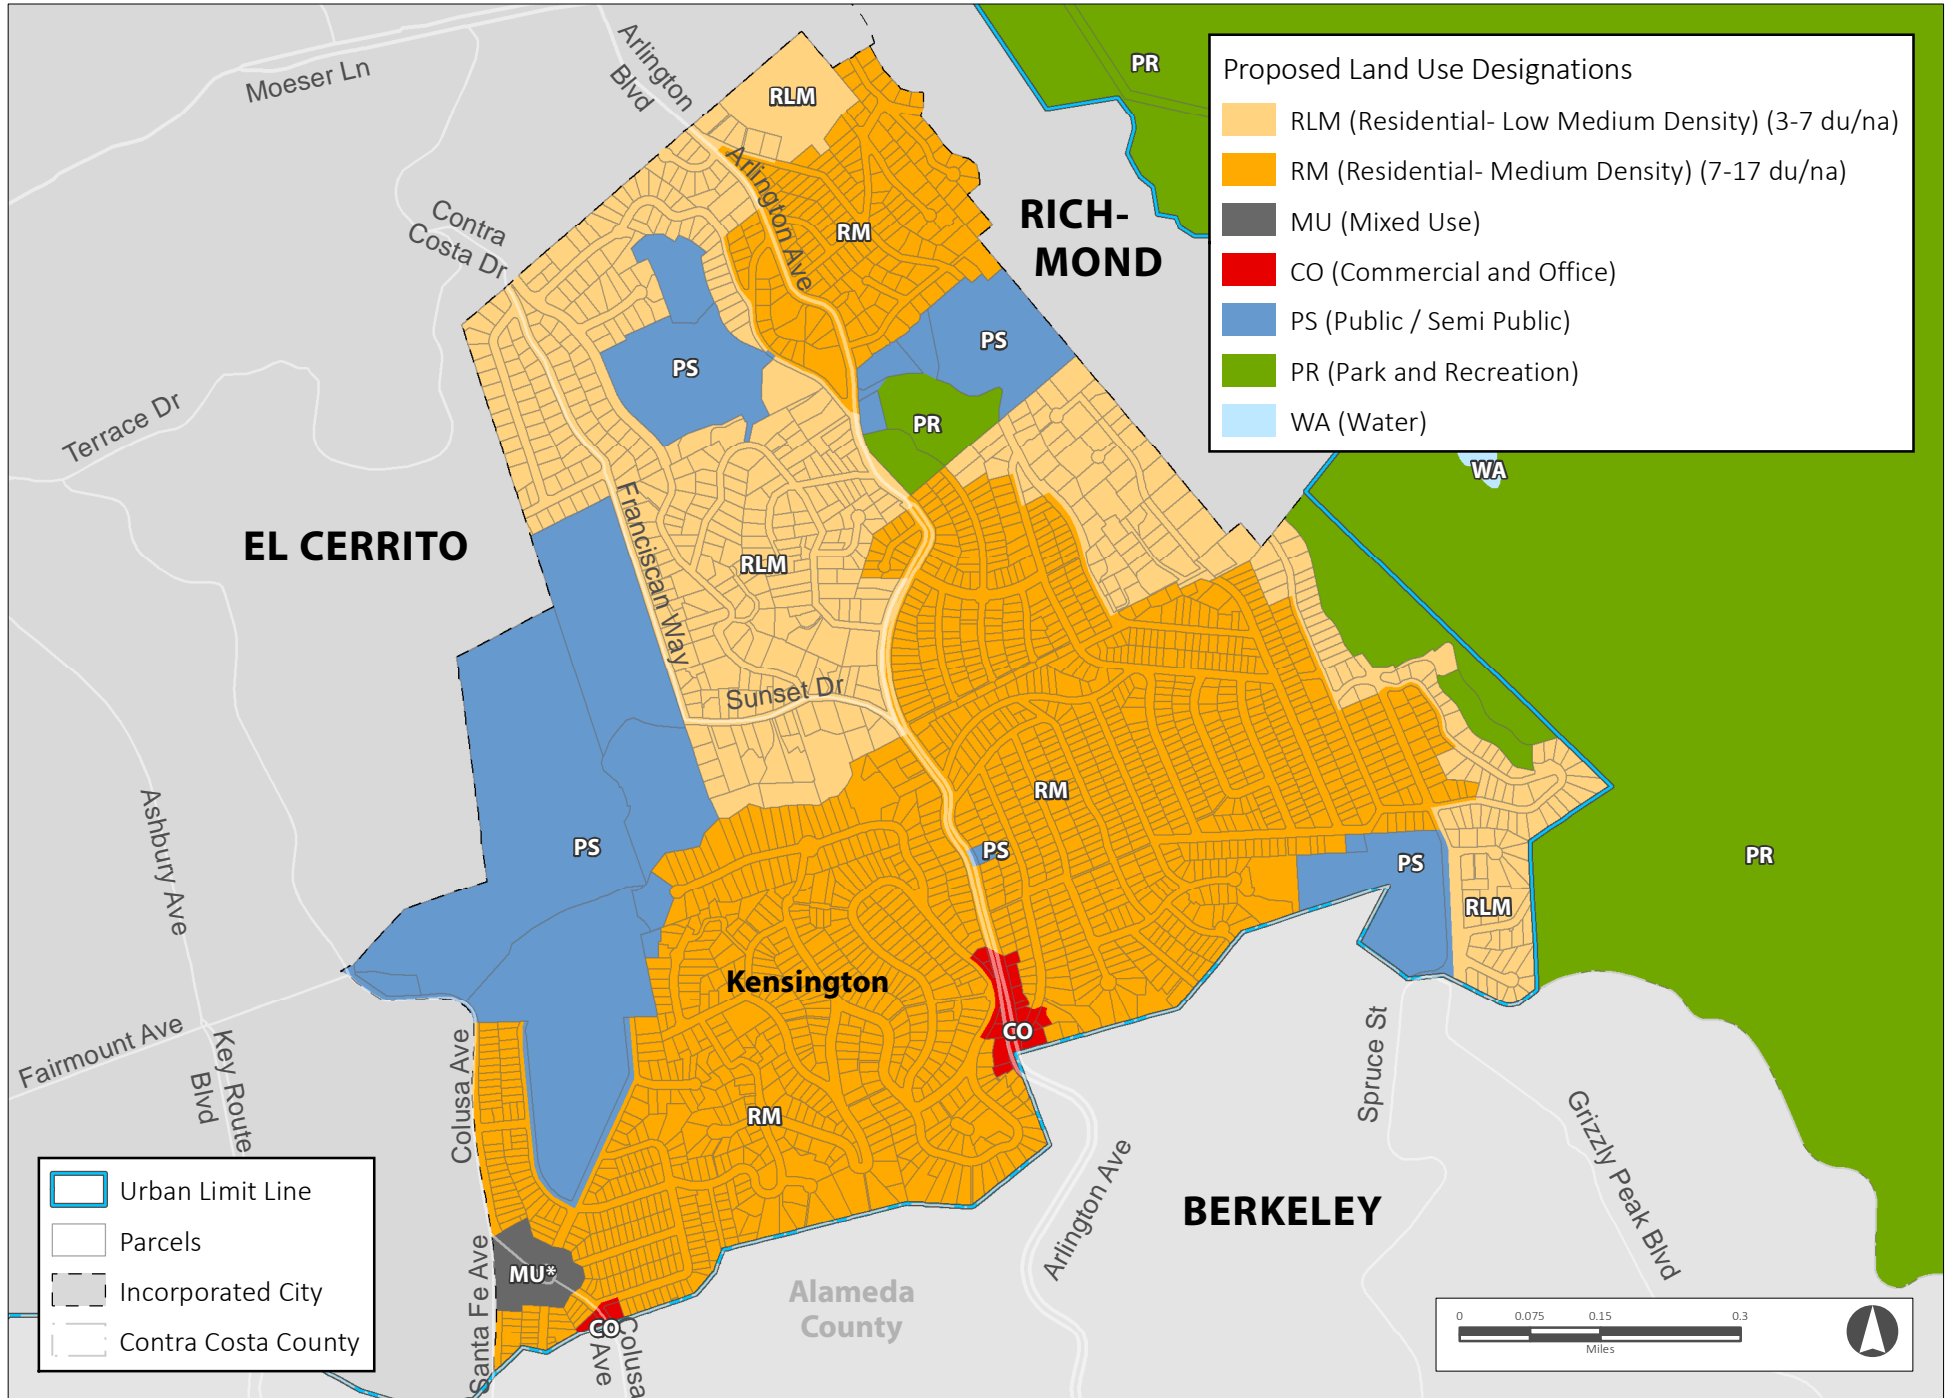 Proposed Land Use Designations
RLM (Residential- Low Medium Density) (3-7 du/na)
RM (Residential- Medium Density) (7-17 du/na)
MU (Mixed Use)
CO (Commercial and Office)
PS (Public / Semi Public)
PR (Park and Recreation)
WA (Water)
PR
Moeser Ln
Arlington
Blvd
RLM
Arlington Ave
RM
RICH-
MOND
Contra
Costa Dr
PS
PS
PR
Terrace Dr
WA
EL CERRITO
Franciscan Way
RLM
Sunset Dr
RM
PS
PS
PS
PR
RLM
Ashbury Ave
Kensington
CO
Fairmount Ave
Key Route
Blvd
Colusa Ave
RM
Spruce St
Grizzly Peak Blvd
Arlington Ave
BERKELEY
MU*
CO
Santa Fe Ave
Colusa
Ave
Alameda
County
Urban Limit Line
Parcels
Incorporated City
Contra Costa County
0 0.075 0.15 0.3
Miles